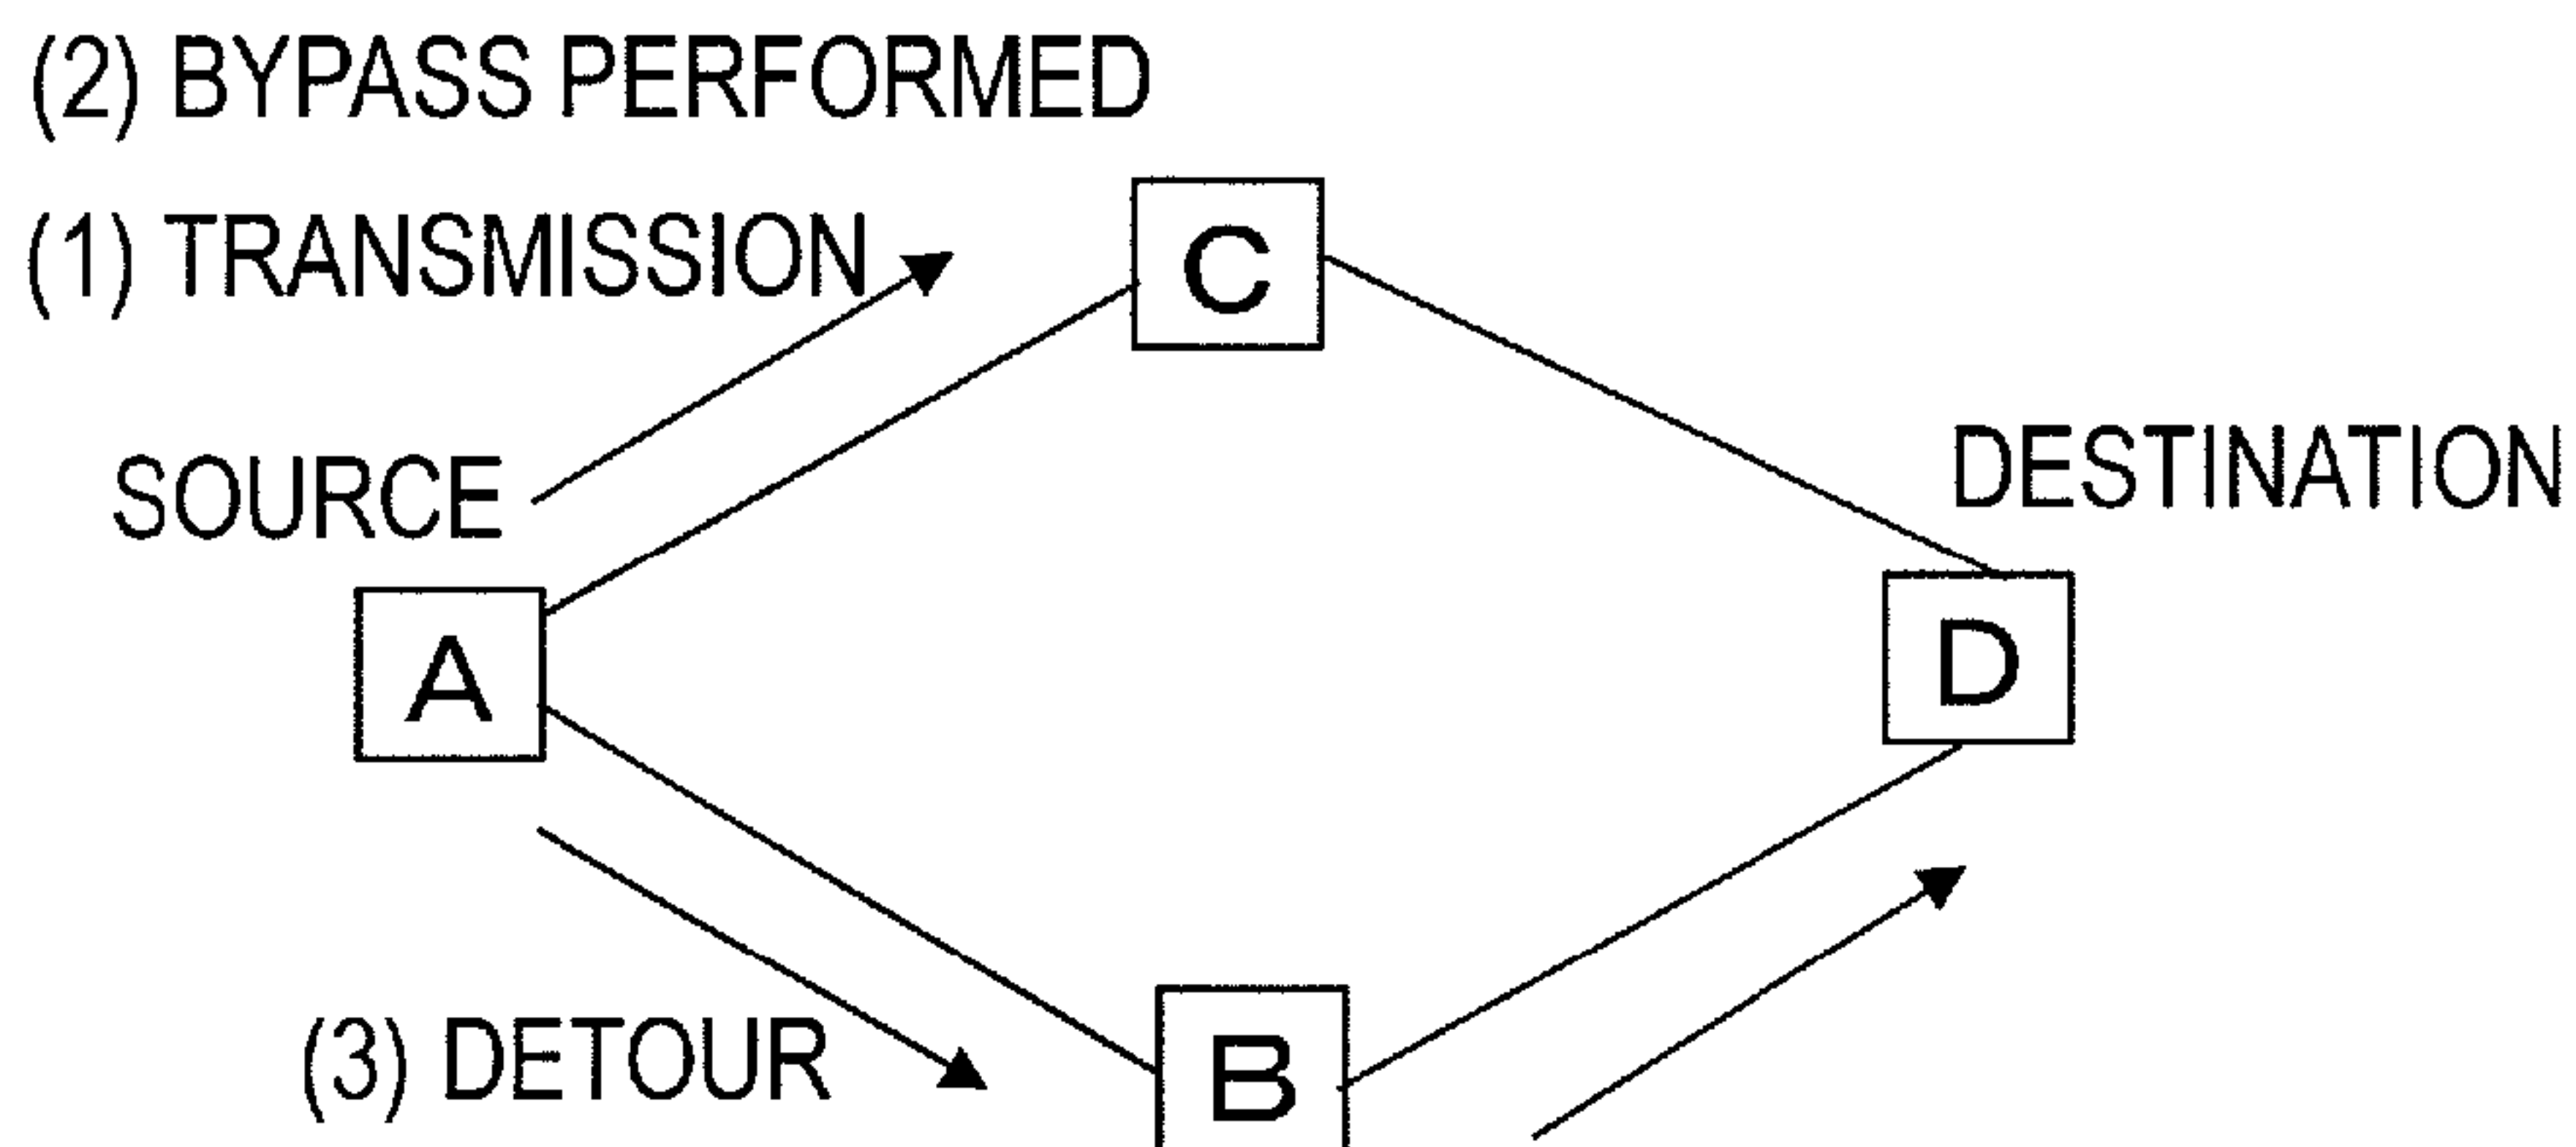 (2) BYPASS PERFORMED
(1) TRANSMISSION
C
SOURCE
DESTINATION
A
D
(3) DETOUR
B